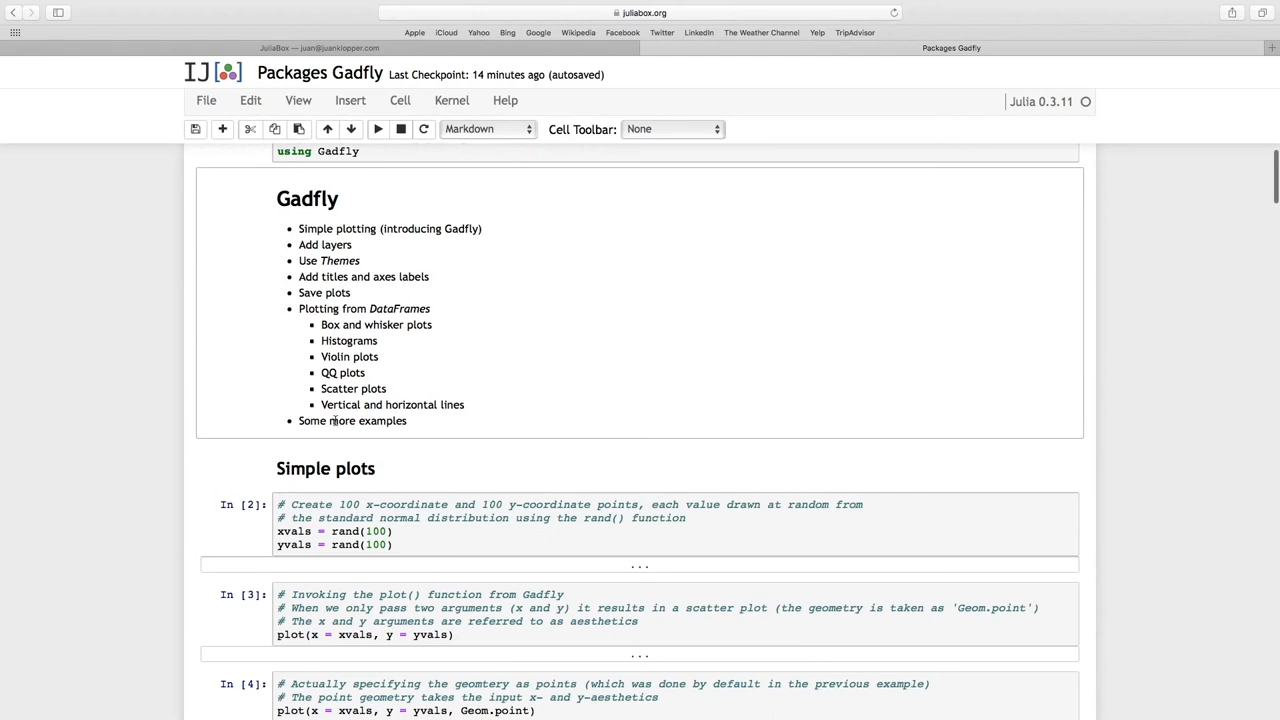 juliabox.org
Apple iCloud Yahoo Bing Google Wikipedia Facebook Twitter LinkedIn The Weather Channel Yelp TripAdvisor
JuliaBox — juan@juanklopper.com
Packages Gadfly
IJ[ ] Packages Gadfly Last Checkpoint: 14 minutes ago (autosaved)
File Edit View Insert Cell Kernel Help
Julia 0.3.11
Markdown
Cell Toolbar: None
using Gadfly
Gadfly
Simple plotting (introducing Gadfly)
Add layers
Use Themes
Add titles and axes labels
Save plots
Plotting from DataFrames
Box and whisker plots
Histograms
Violin plots
QQ plots
Scatter plots
Vertical and horizontal lines
Some more examples
Simple plots
In [2]: # Create 100 x-coordinate and 100 y-coordinate points, each value drawn at random from
# the standard normal distribution using the rand() function
xvals = rand(100)
yvals = rand(100)
...
In [3]: # Invoking the plot() function from Gadfly
# When we only pass two arguments (x and y) it results in a scatter plot (the geometry is taken as 'Geom.point')
# The x and y arguments are referred to as aesthetics
plot(x = xvals, y = yvals)
...
In [4]: # Actually specifying the geomtery as points (which was done by default in the previous example)
# The point geometry takes the input x- and y-aesthetics
plot(x = xvals, y = yvals, Geom.point)